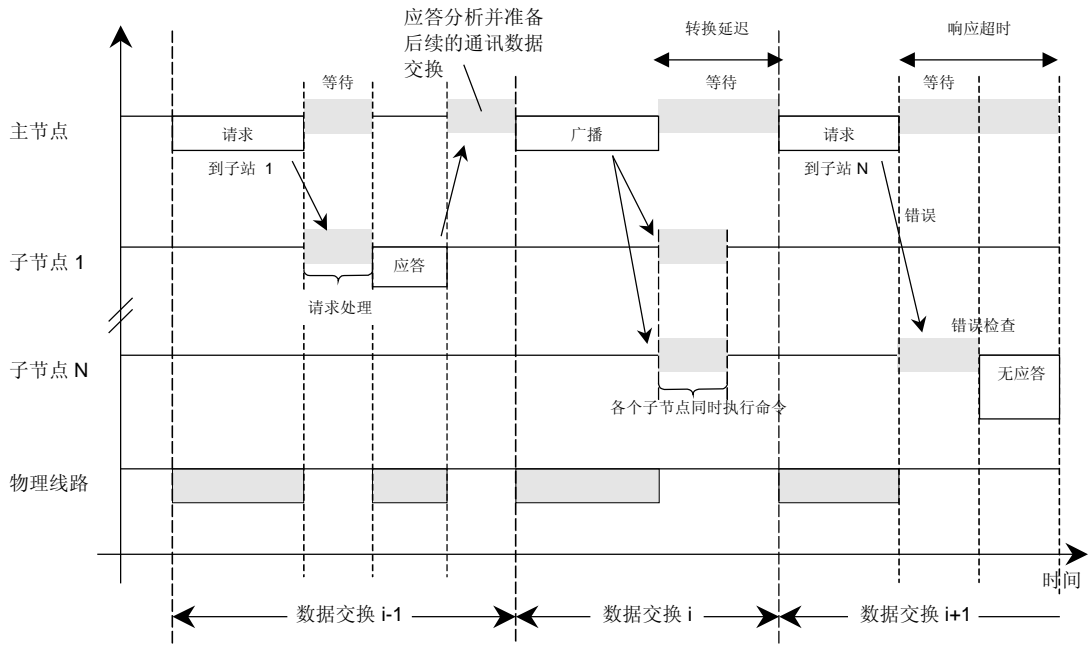 应答分析并准备
后续的通讯数据
交换
转换延迟
响应超时
等待
等待
等待
主节点
请求
广播
请求
到子站 1
到子站 N
错误
子节点 1
应答
请求处理
错误检查
子节点 N
无应答
各个子节点同时执行命令
物理线路
时间
数据交换 i-1
数据交换 i
数据交换 i+1